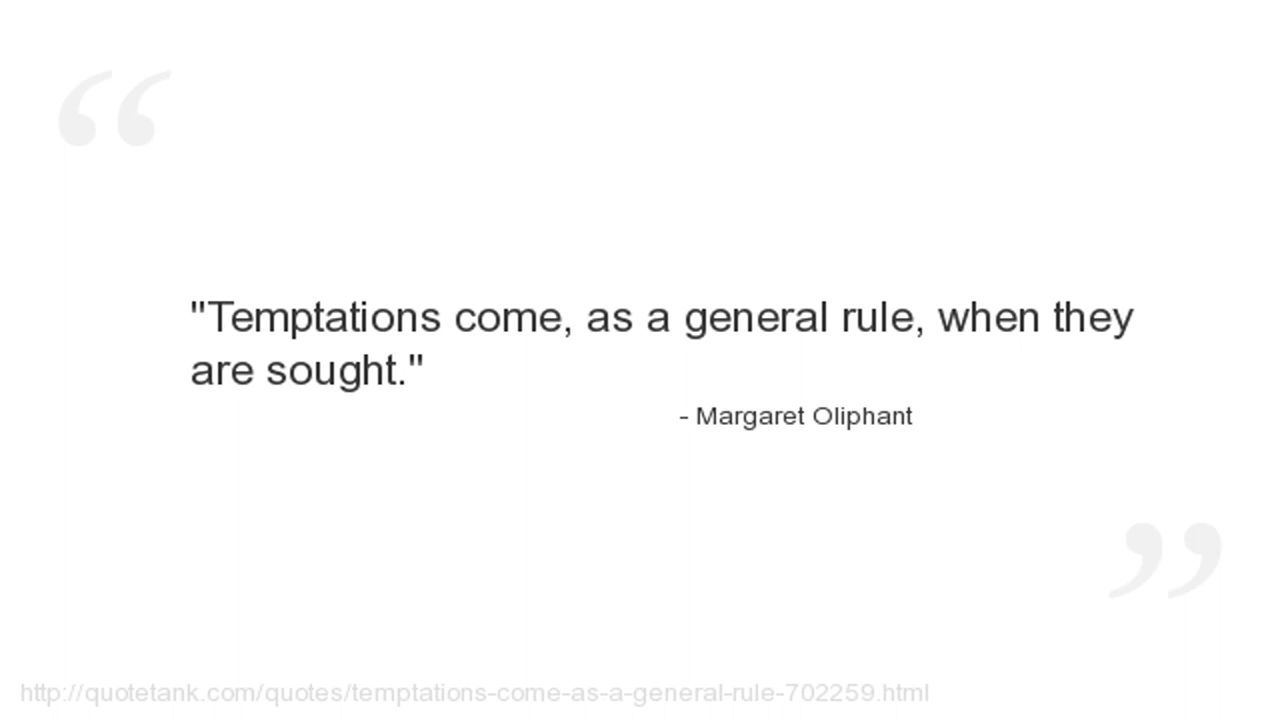 "Temptations come, as a general rule, when they
are sought."
- Margaret Oliphant
http://quotetank.com/quotes/temptations-come-as-a-general-rule-702259.html